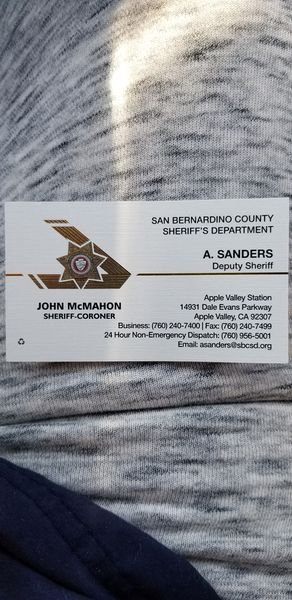 SAN BERNARDINO COUNTY
SHERIFF'S DEPARTMENT
A. SANDERS
Deputy Sheriff
JOHN McMAHON
SHERIFF-CORONER
Apple Valley Station
14931 Dale Evans Parkway
Apple Valley, CA 92307
Business: (760) 240-7400 | Fax: (760) 240-7499
24 Hour Non-Emergency Dispatch: (760) 956-5001
Email: asanders@sbcsd.org